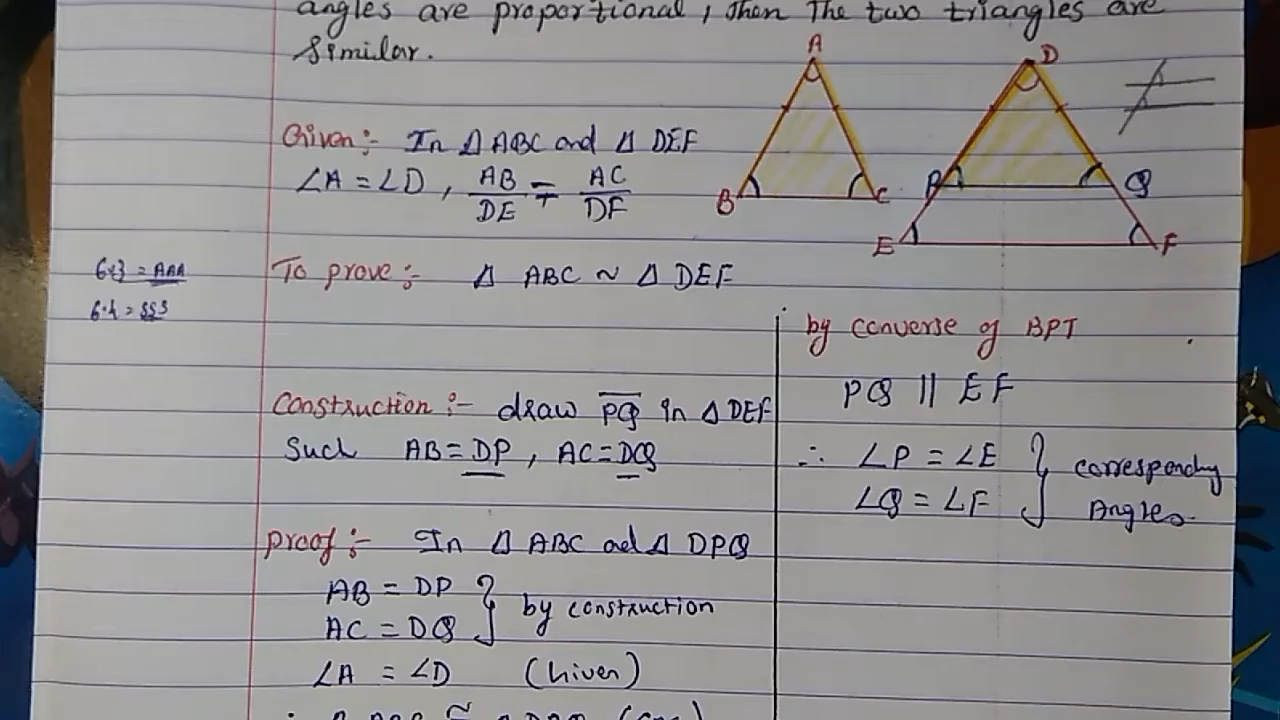 angles are proportional, then The two triangles are
Similar.
A
D
Given:- In Δ ABC and Δ DEF
∠A = ∠D, AB/DE = AC/DF
B
C
P
Q
E
F
6.3 = AAA
6.4 = SSS
To prove:- Δ ABC ~ Δ DEF
Construction:- draw PQ in Δ DEF
Such AB = DP, AC = DQ
Proof:- In Δ ABC ad Δ DPQ
AB = DP
AC = DQ } by construction
∠A = ∠D (Given)
by Converse of BPT
PQ || EF
∴ ∠P = ∠E
∠Q = ∠F } Corresponding
Angles